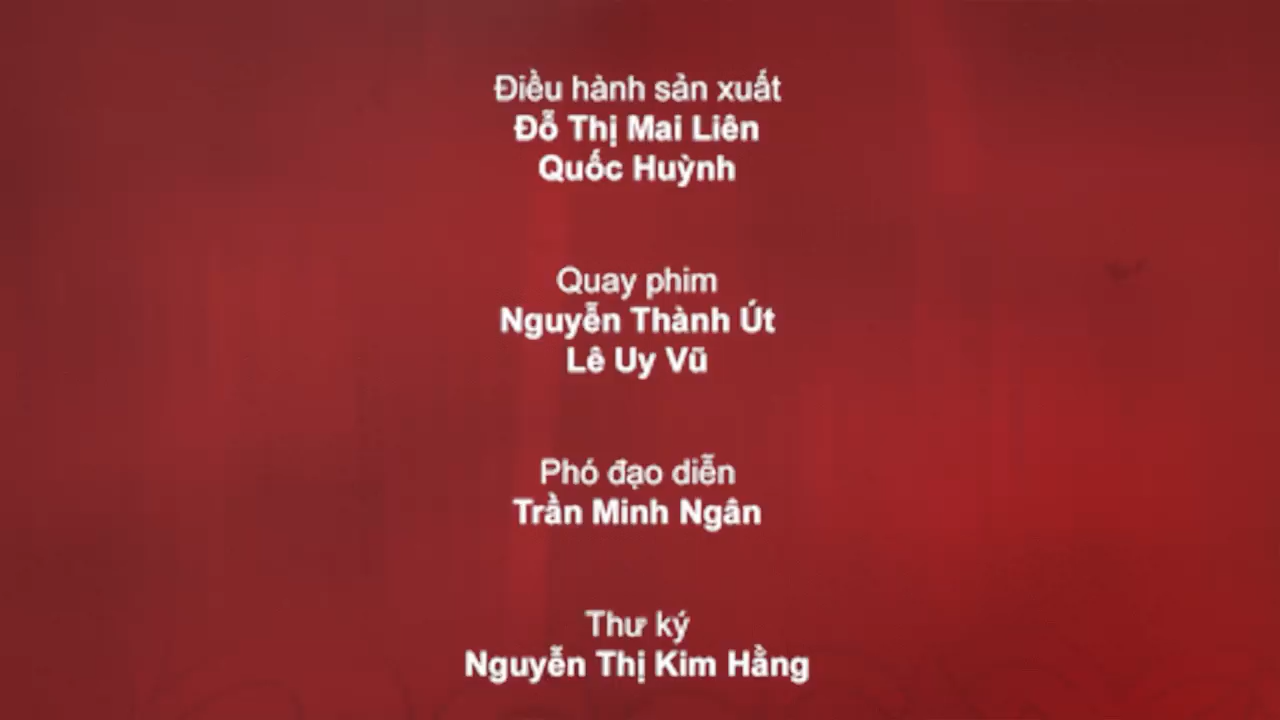 Điều hành sản xuất
Đỗ Thị Mai Liên
Quốc Huỳnh
Quay phim
Nguyễn Thành Út
Lê Uy Vũ
Phó đạo diễn
Trần Minh Ngân
Thư ký
Nguyễn Thị Kim Hằng